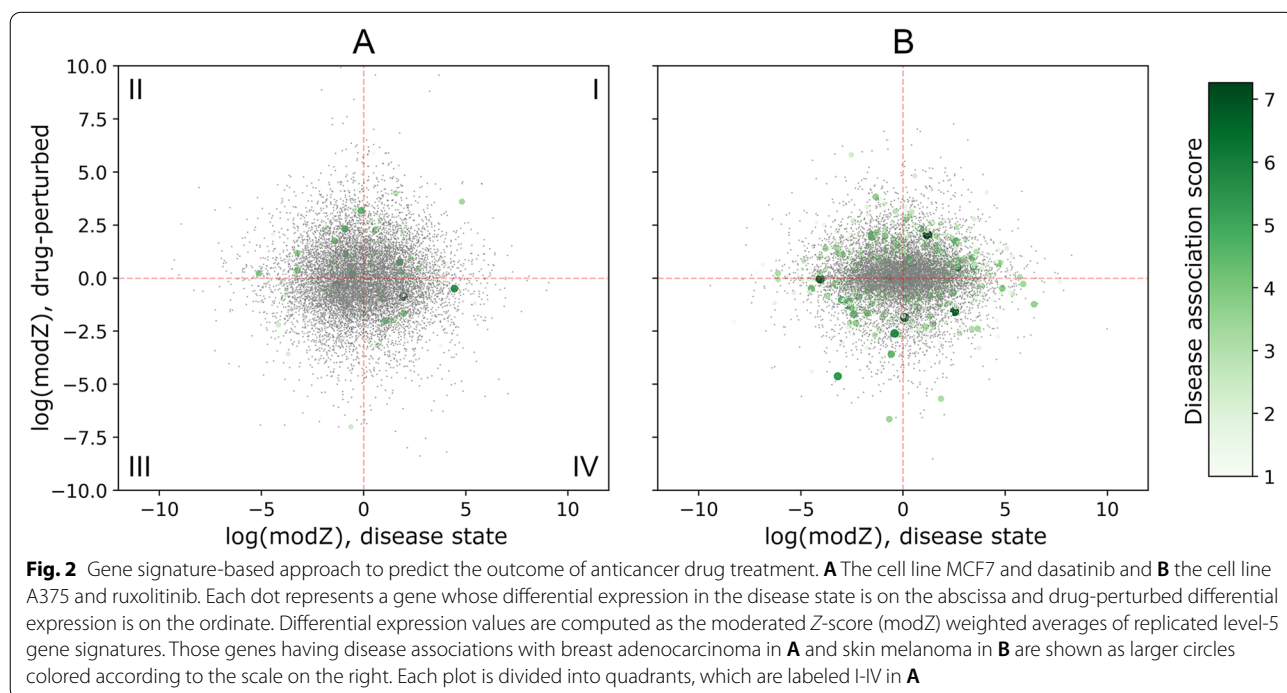 A
B
10.0
7.5
5.0
2.5
0.0
−2.5
−5.0
−7.5
−10.0
log(modZ), drug-perturbed
II
I
III
IV
−10
−5
0
5
10
log(modZ), disease state
−10
−5
0
5
10
log(modZ), disease state
7
6
5
4
3
2
1
Disease association score
Fig. 2 Gene signature-based approach to predict the outcome of anticancer drug treatment. A The cell line MCF7 and dasatinib and B the cell line
A375 and ruxolitinib. Each dot represents a gene whose differential expression in the disease state is on the abscissa and drug-perturbed differential
expression is on the ordinate. Differential expression values are computed as the moderated Z-score (modZ) weighted averages of replicated level-5
gene signatures. Those genes having disease associations with breast adenocarcinoma in A and skin melanoma in B are shown as larger circles
colored according to the scale on the right. Each plot is divided into quadrants, which are labeled I-IV in A